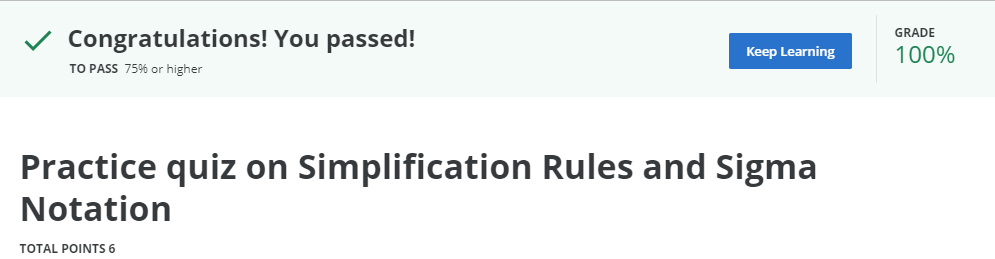 Congratulations! You passed!
TO PASS 75% or higher
Keep Learning
GRADE
100%
Practice quiz on Simplification Rules and Sigma
Notation
TOTAL POINTS 6